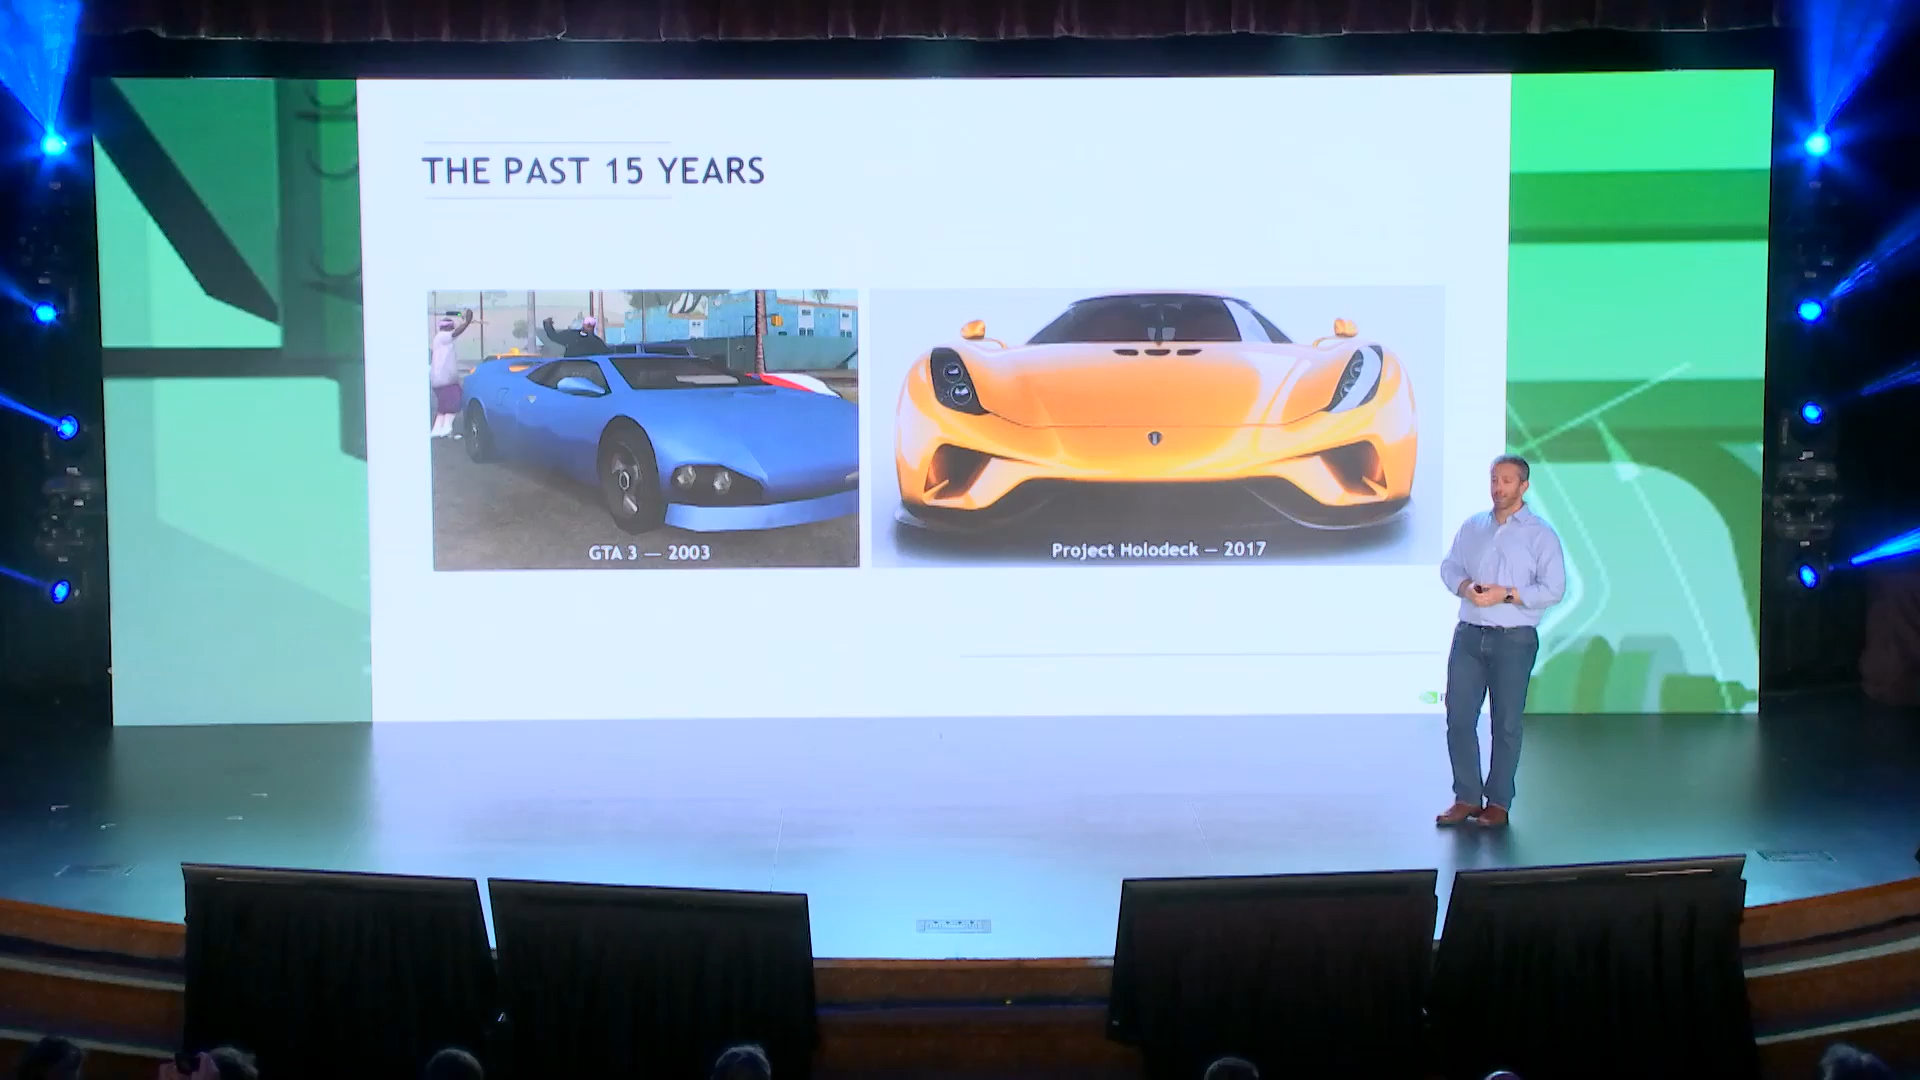 THE PAST 15 YEARS
GTA 3 — 2003
Project Holodeck — 2017